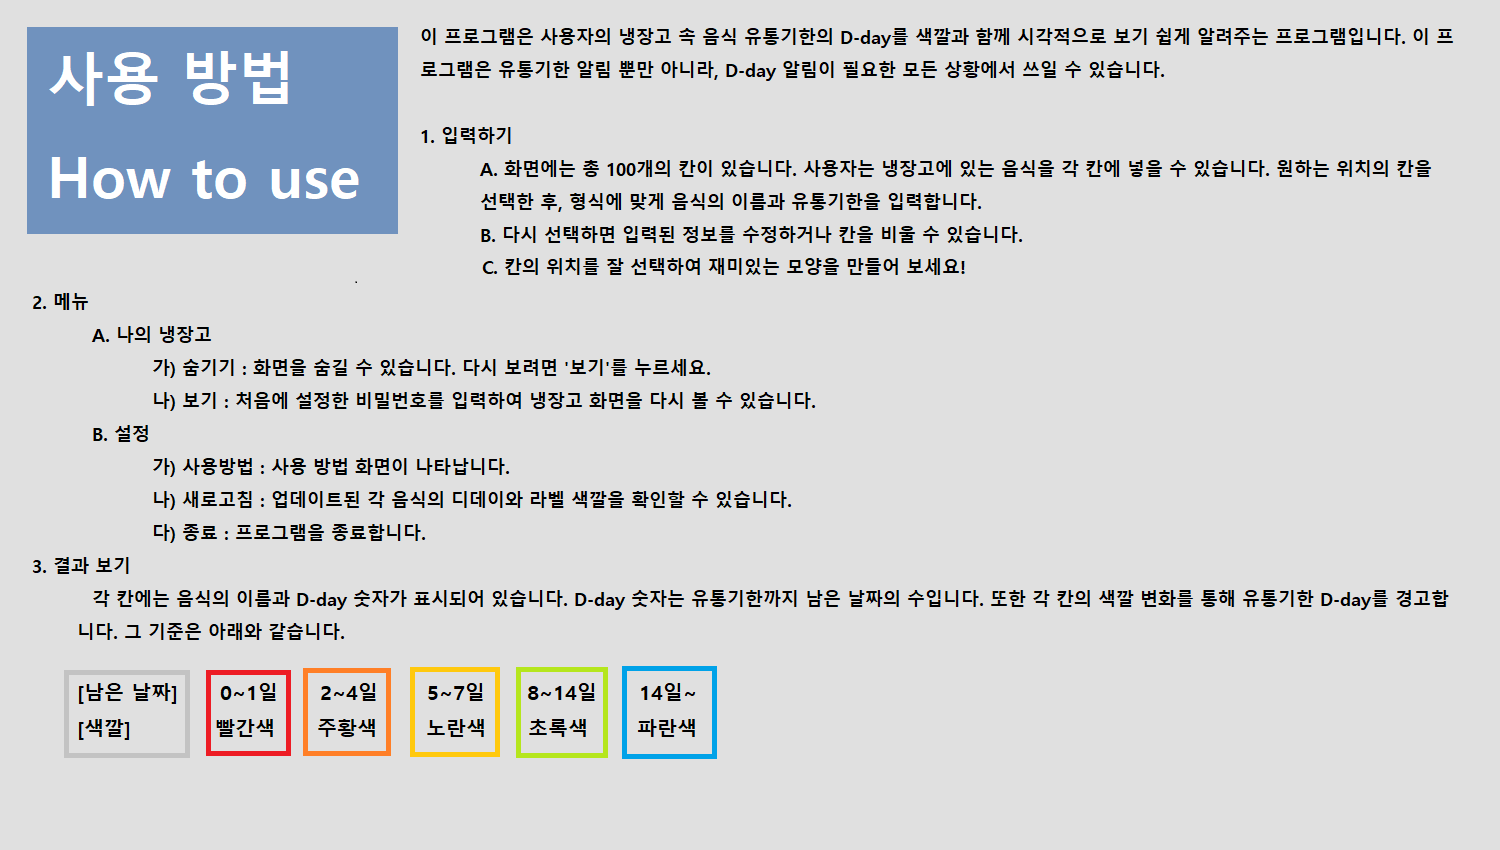 사용 방법
How to use
이 프로그램은 사용자의 냉장고 속 음식 유통기한의 D-day를 색깔과 함께 시각적으로 보기 쉽게 알려주는 프로그램입니다. 이 프
로그램은 유통기한 알림 뿐만 아니라, D-day 알림이 필요한 모든 상황에서 쓰일 수 있습니다.
1. 입력하기
A. 화면에는 총 100개의 칸이 있습니다. 사용자는 냉장고에 있는 음식을 각 칸에 넣을 수 있습니다. 원하는 위치의 칸을
선택한 후, 형식에 맞게 음식의 이름과 유통기한을 입력합니다.
B. 다시 선택하면 입력된 정보를 수정하거나 칸을 비울 수 있습니다.
C. 칸의 위치를 잘 선택하여 재미있는 모양을 만들어 보세요!
.
2. 메뉴
A. 나의 냉장고
가) 숨기기 : 화면을 숨길 수 있습니다. 다시 보려면 '보기'를 누르세요.
나) 보기 : 처음에 설정한 비밀번호를 입력하여 냉장고 화면을 다시 볼 수 있습니다.
B. 설정
가) 사용방법 : 사용 방법 화면이 나타납니다.
나) 새로고침 : 업데이트된 각 음식의 디데이와 라벨 색깔을 확인할 수 있습니다.
다) 종료 : 프로그램을 종료합니다.
3. 결과 보기
각 칸에는 음식의 이름과 D-day 숫자가 표시되어 있습니다. D-day 숫자는 유통기한까지 남은 날짜의 수입니다. 또한 각 칸의 색깔 변화를 통해 유통기한 D-day를 경고합
니다. 그 기준은 아래와 같습니다.
[남은 날짜] 0~1일 2~4일 5~7일 8~14일 14일~
[색깔] 빨간색 주황색 노란색 초록색 파란색